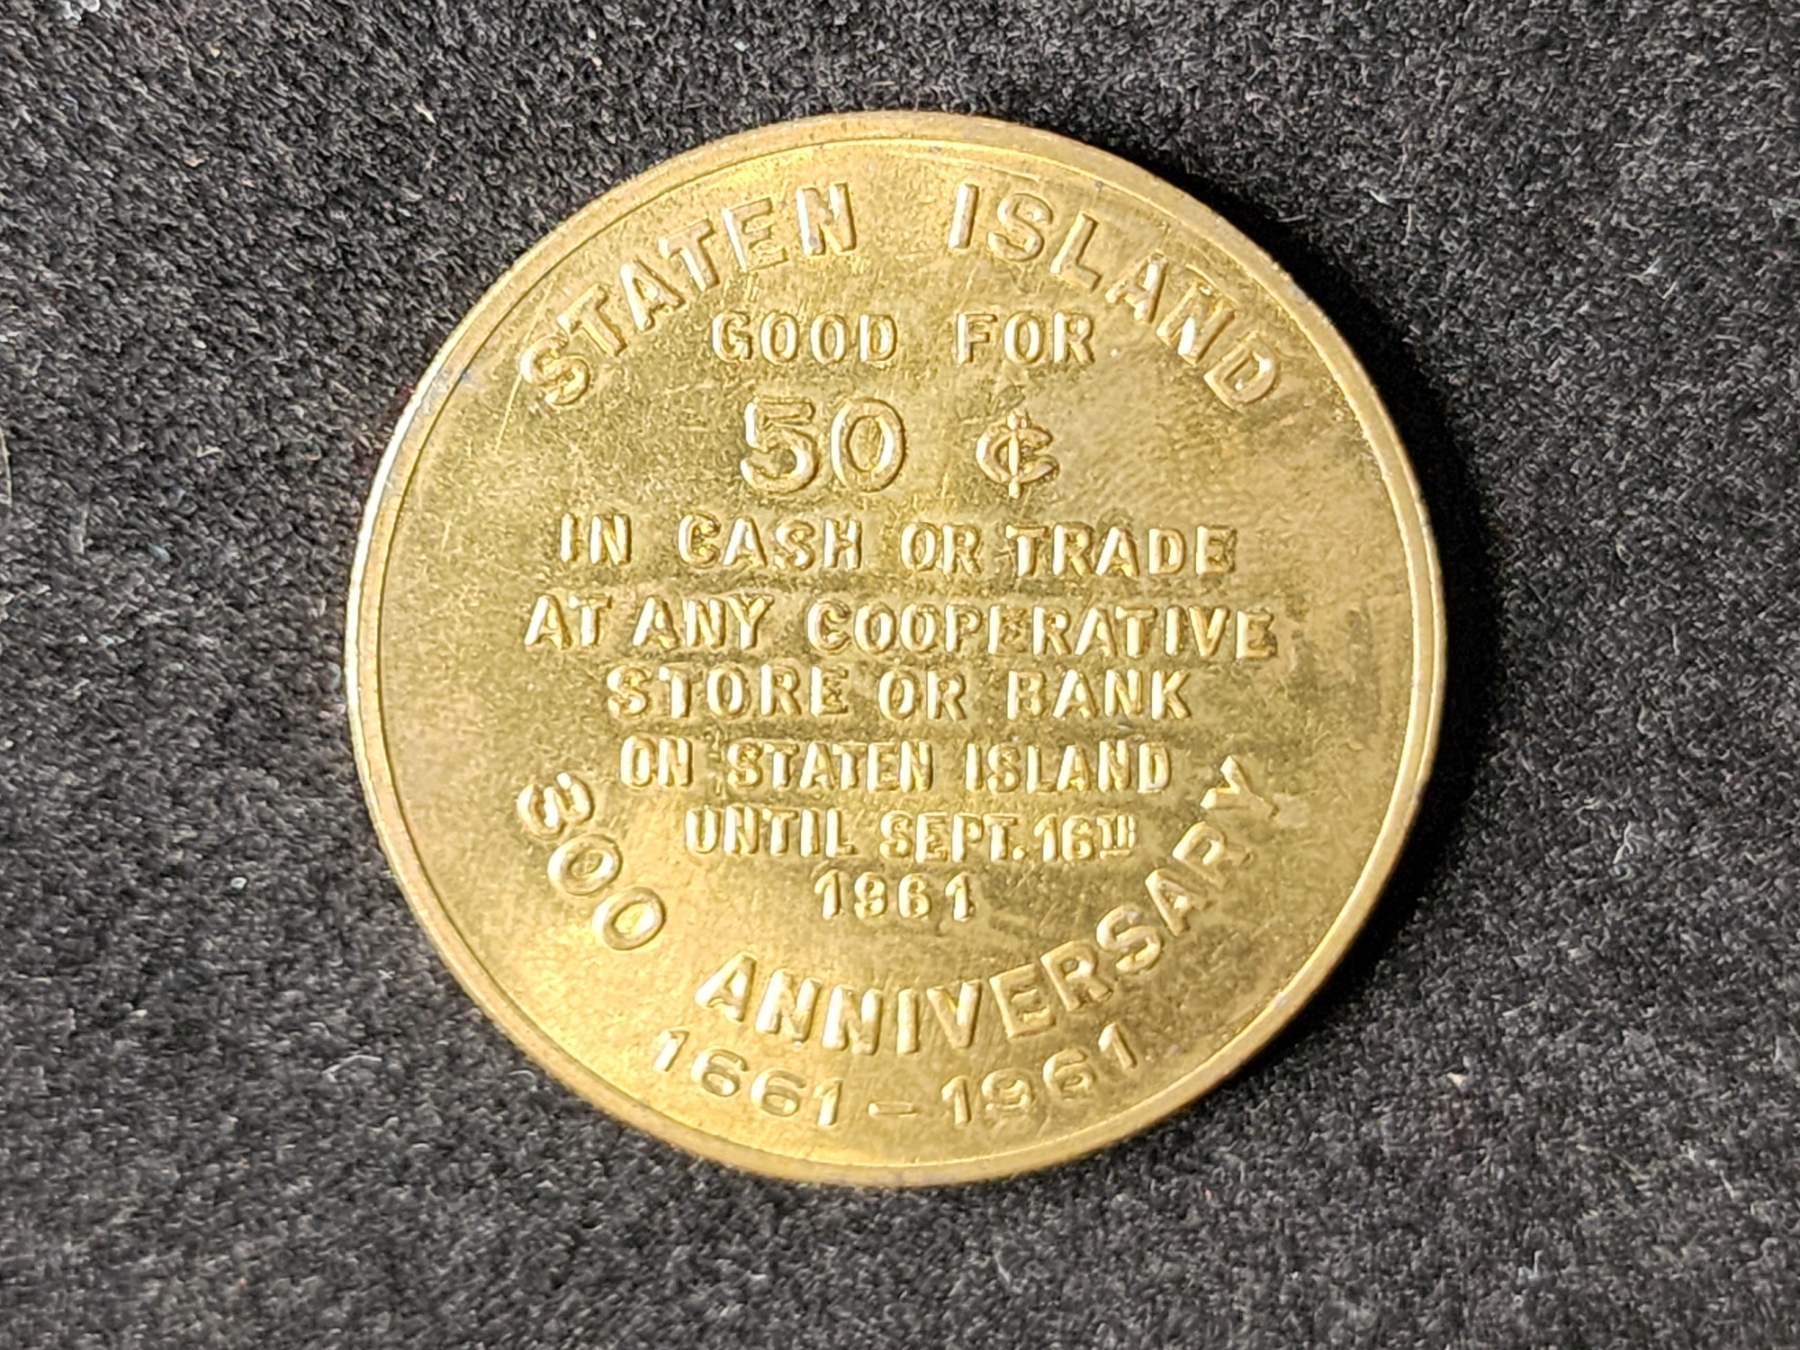 STATEN ISLAND
GOOD FOR
50 ¢
IN CASH OR TRADE
AT ANY COOPERATIVE
STORE OR BANK
ON STATEN ISLAND
UNTIL SEPT. 16TH
1961
300 ANNIVERSARY
1661-1961